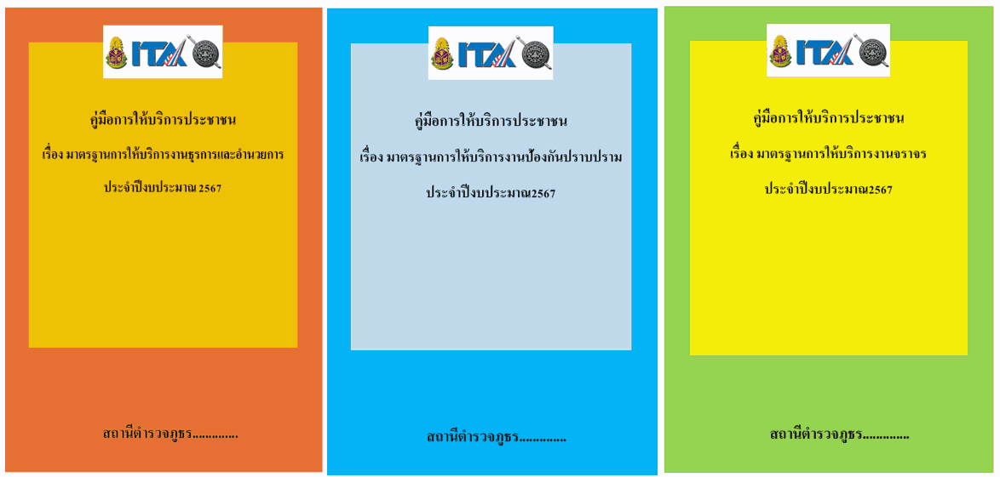 ITA
คู่มือการให้บริการประชาชน
เรื่อง มาตรฐานการให้บริการงานธุรการและอำนวยการ
ประจำปีงบประมาณ 2567
สถานีตำรวจภูธร.............
ITA
คู่มือการให้บริการประชาชน
เรื่อง มาตรฐานการให้บริการงานป้องกันปราบปราม
ประจำปีงบประมาณ2567
สถานีตำรวจภูธร..............
ITA
คู่มือการให้บริการประชาชน
เรื่อง มาตรฐานการให้บริการงานจราจร
ประจำปีงบประมาณ2567
สถานีตำรวจภูธร..............